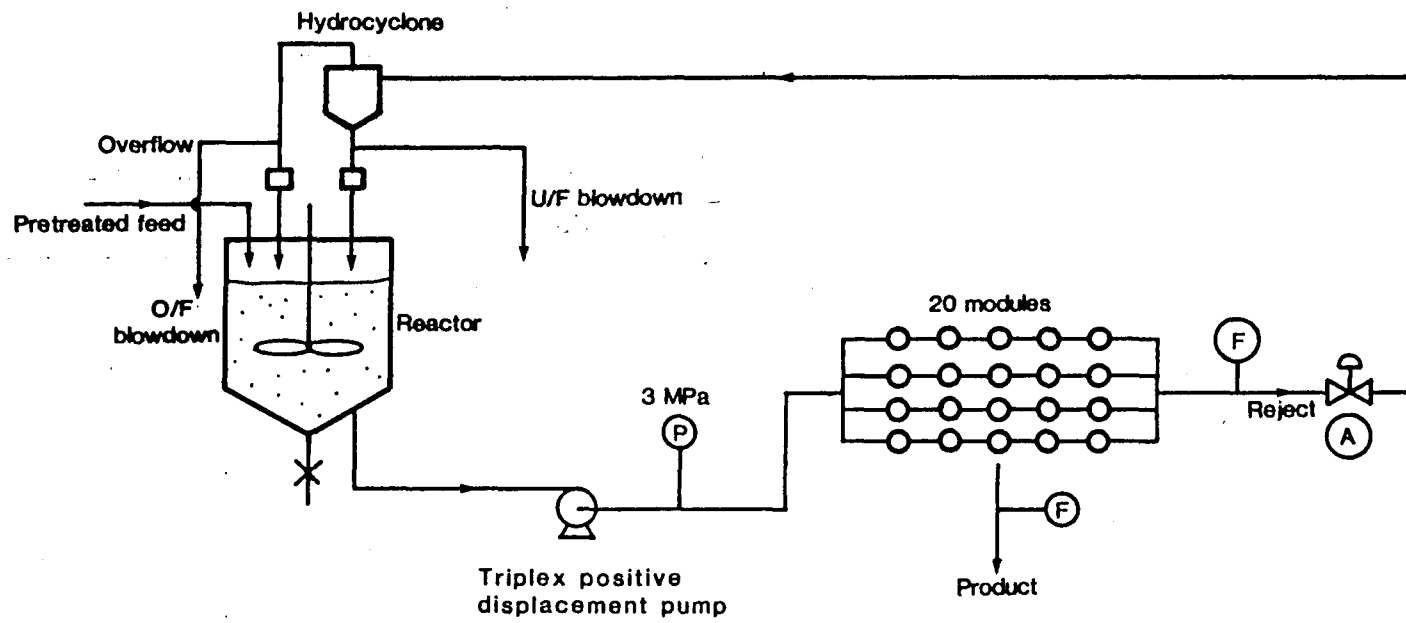 Hydrocyclone
Overflow
U/F blowdown
Pretreated feed
O/F
blowdown
Reactor
20 modules
3 MPa
P
F
Reject
A
F
Product
Triplex positive
displacement pump